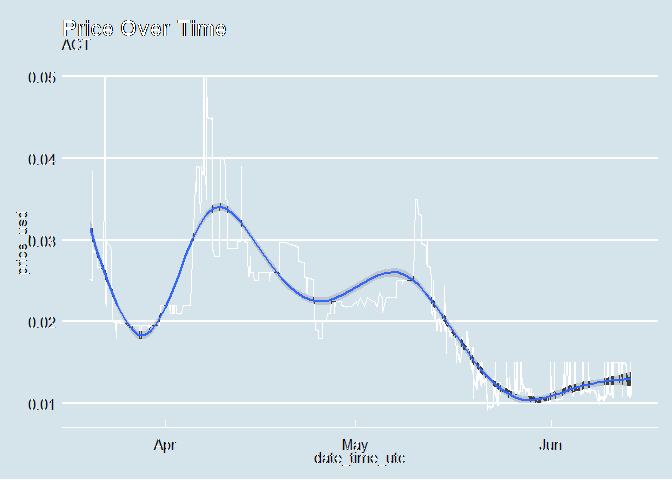 Price Over Time
ACT
0.05
0.04
0.03
0.02
0.01
price_usd
Apr
May
Jun
date_time_utc